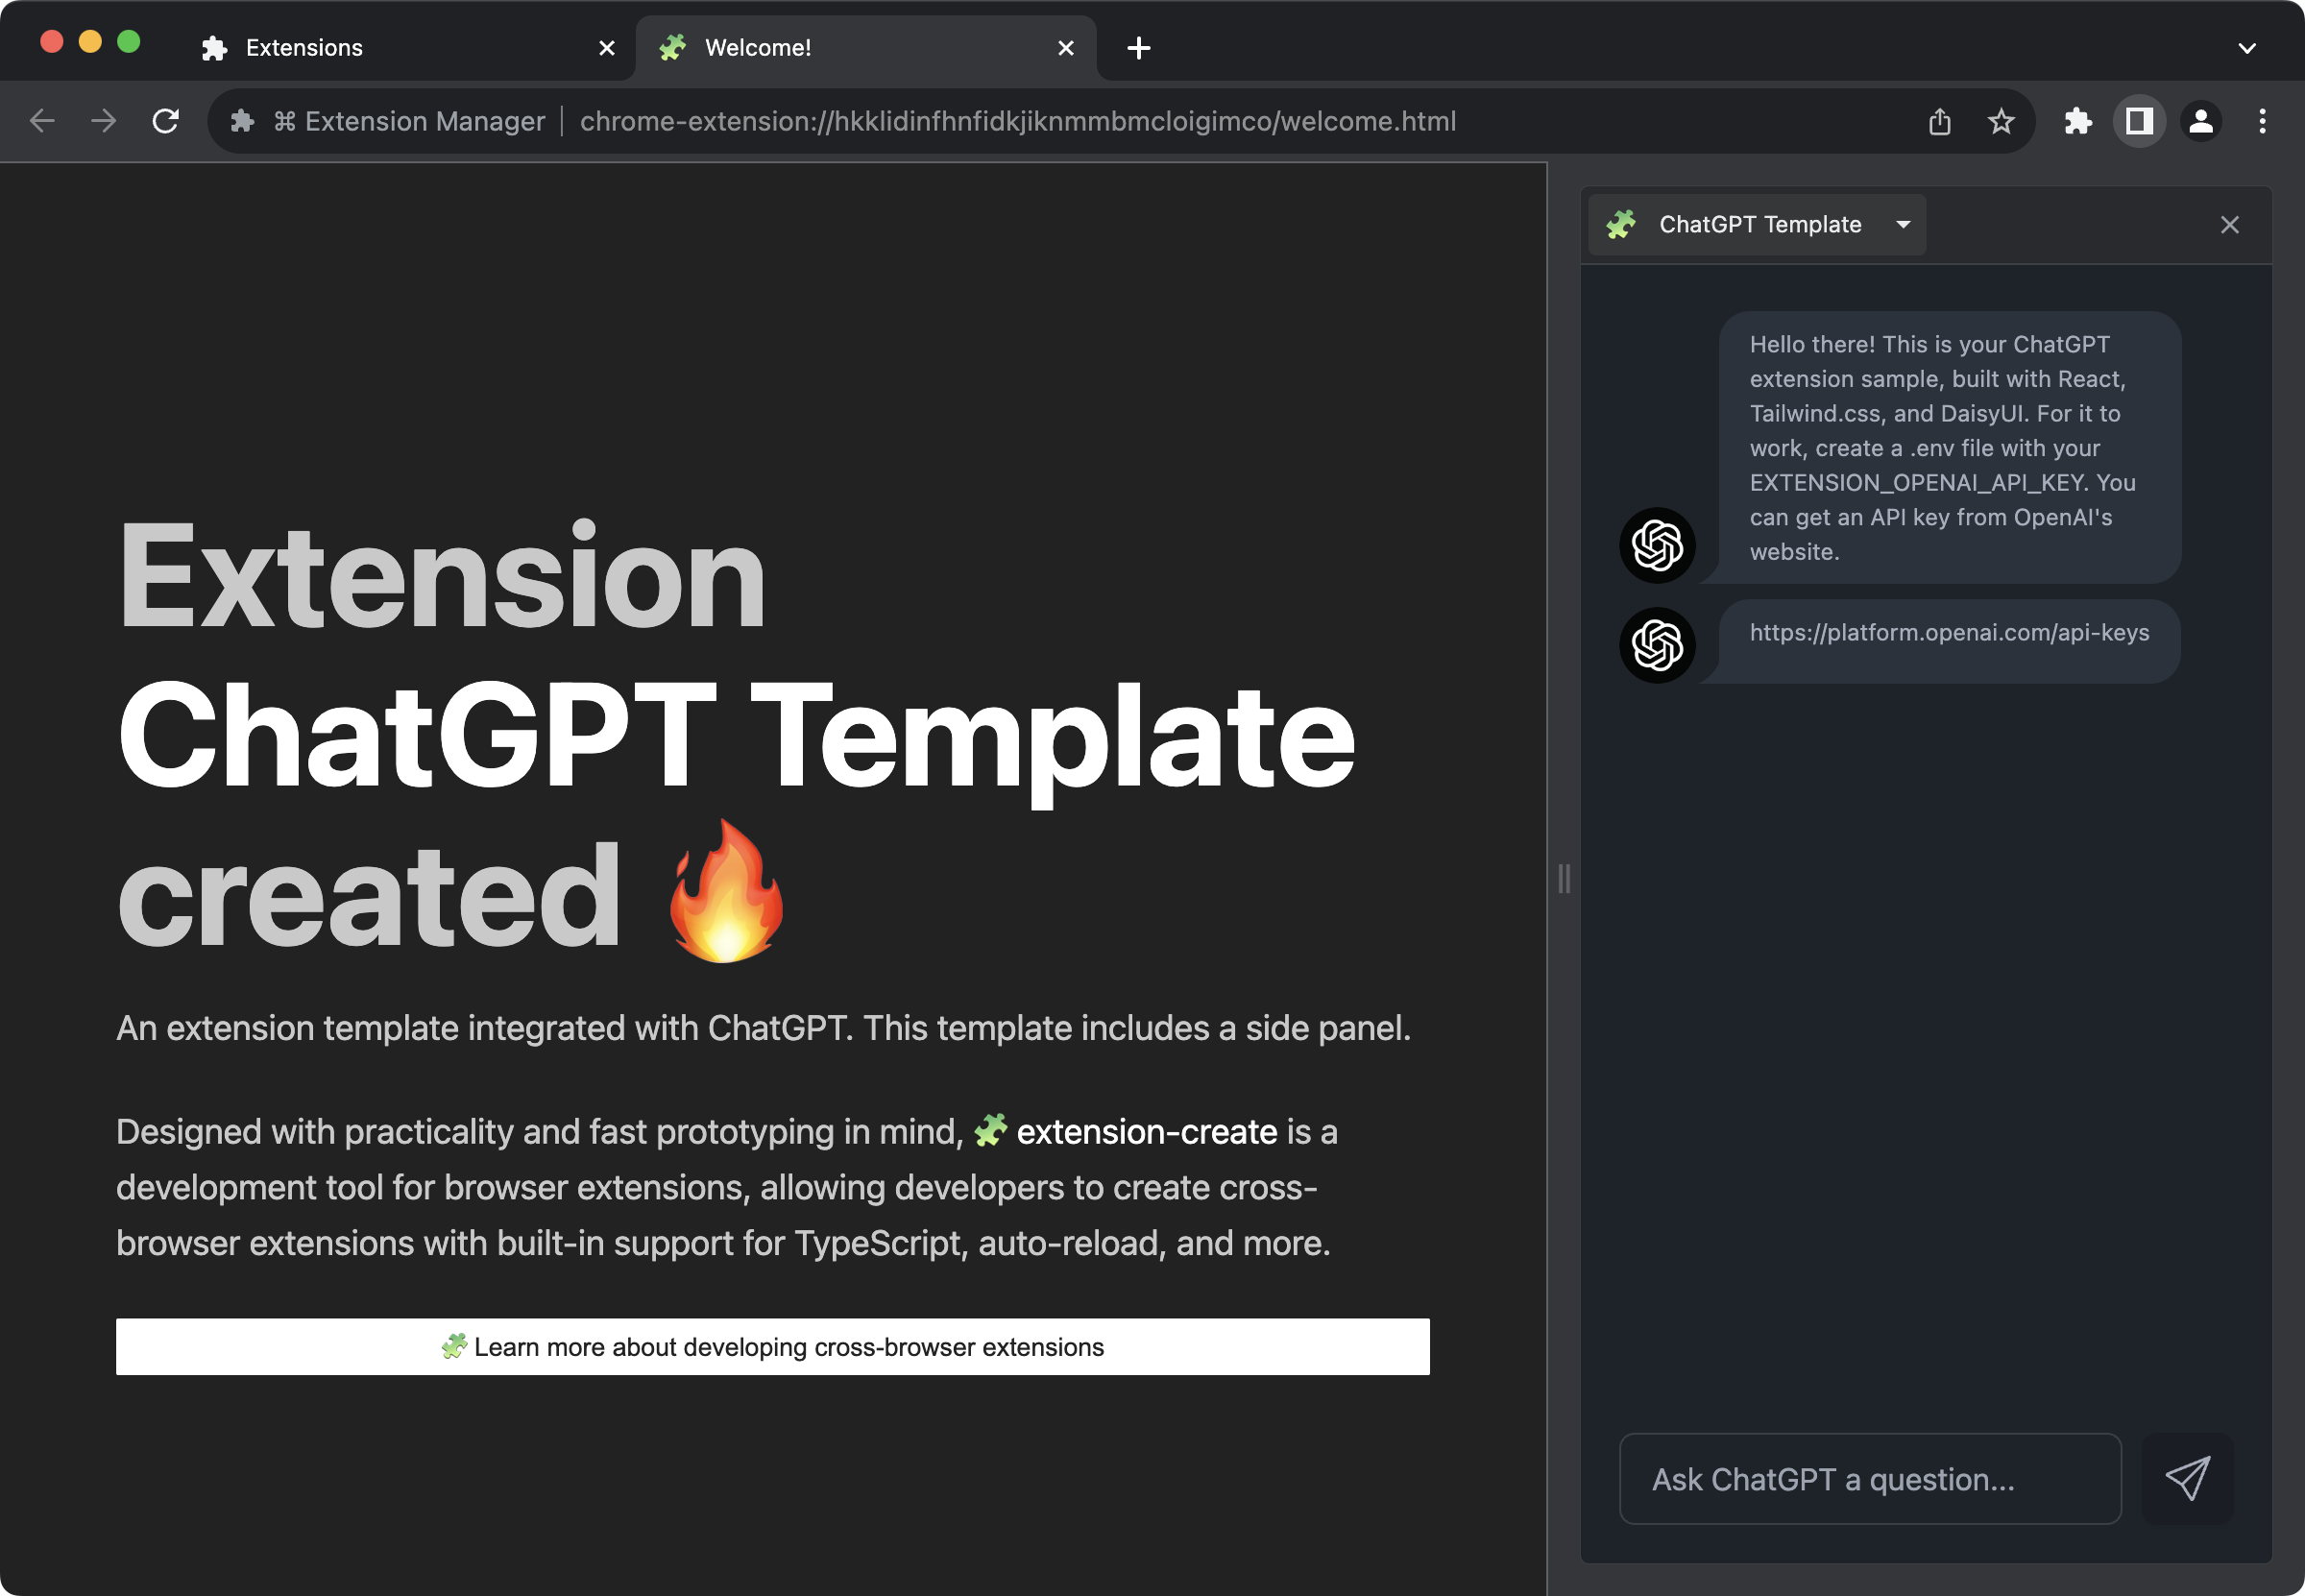 Extensions
Welcome!
⌘ Extension Manager
chrome-extension://hkklidinfhnfidkjiknmmbmcloigimco/welcome.html
Extension
ChatGPT Template
created 🔥
An extension template integrated with ChatGPT. This template includes a side panel.
Designed with practicality and fast prototyping in mind, 🧩 extension-create is a
development tool for browser extensions, allowing developers to create cross-
browser extensions with built-in support for TypeScript, auto-reload, and more.
🧩 Learn more about developing cross-browser extensions
ChatGPT Template
Hello there! This is your ChatGPT
extension sample, built with React,
Tailwind.css, and DaisyUI. For it to
work, create a .env file with your
EXTENSION_OPENAI_API_KEY. You
can get an API key from OpenAI's
website.
https://platform.openai.com/api-keys
Ask ChatGPT a question...